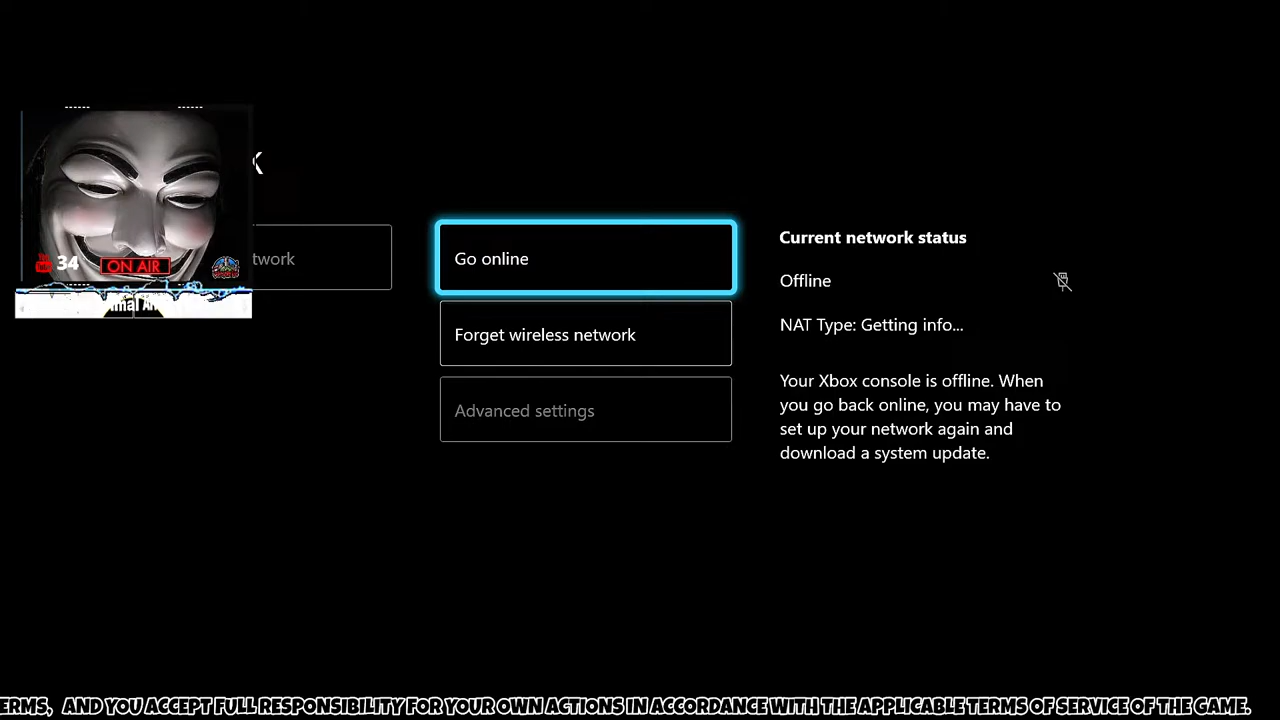 twork
Go online
Forget wireless network
Advanced settings
Current network status
Offline
NAT Type: Getting info...
Your Xbox console is offline. When
you go back online, you may have to
set up your network again and
download a system update.
34
ON AIR
ERMS, AND YOU ACCEPT FULL RESPONSIBILITY FOR YOUR OWN ACTIONS IN ACCORDANCE WITH THE APPLICABLE TERMS OF SERVICE OF THE GAME.